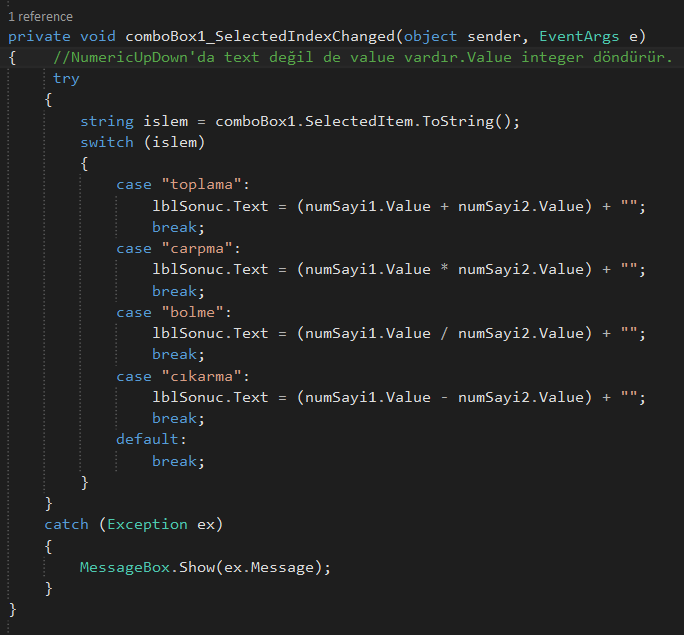 1 reference
private void comboBox1_SelectedIndexChanged(object sender, EventArgs e)
{    //NumericUpDown'da text değil de value vardır.Value integer döndürür.
     try
    {
        string islem = comboBox1.SelectedItem.ToString();
        switch (islem)
        {
            case "toplama":
                lblSonuc.Text = (numSayi1.Value + numSayi2.Value) + "";
                break;
            case "carpma":
                lblSonuc.Text = (numSayi1.Value * numSayi2.Value) + "";
                break;
            case "bolme":
                lblSonuc.Text = (numSayi1.Value / numSayi2.Value) + "";
                break;
            case "cıkarma":
                lblSonuc.Text = (numSayi1.Value - numSayi2.Value) + "";
                break;
            default:
                break;
        }
    }
    catch (Exception ex)
    {
        MessageBox.Show(ex.Message);
    }
}